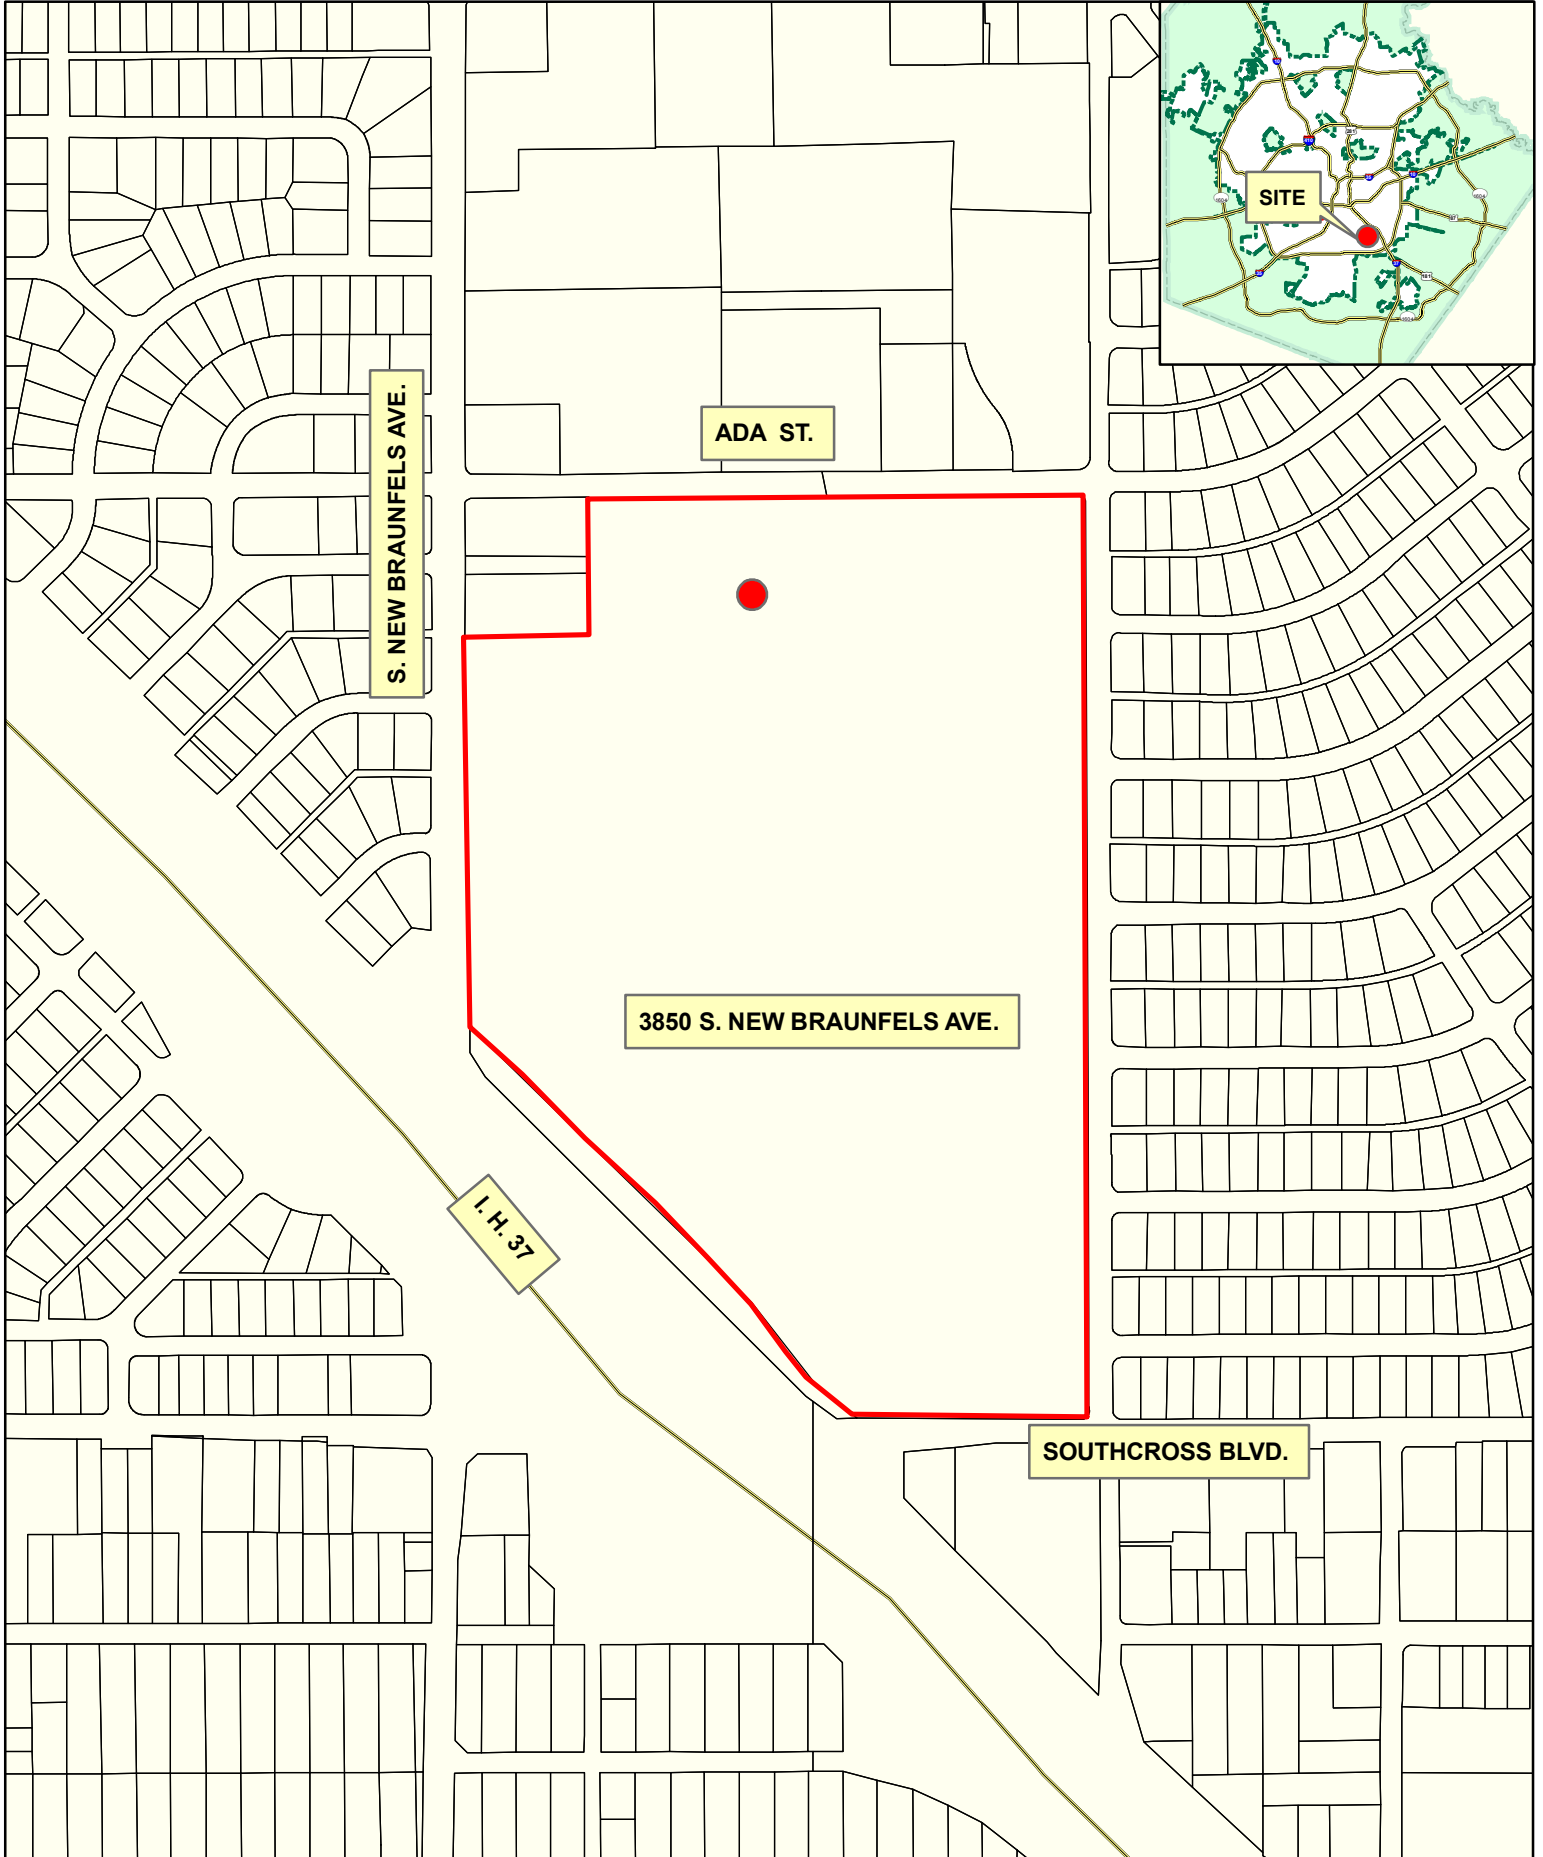 SITE
ADA ST.
S. NEW BRAUNFELS AVE.
3850 S. NEW BRAUNFELS AVE.
I. H. 37
SOUTHCROSS BLVD.